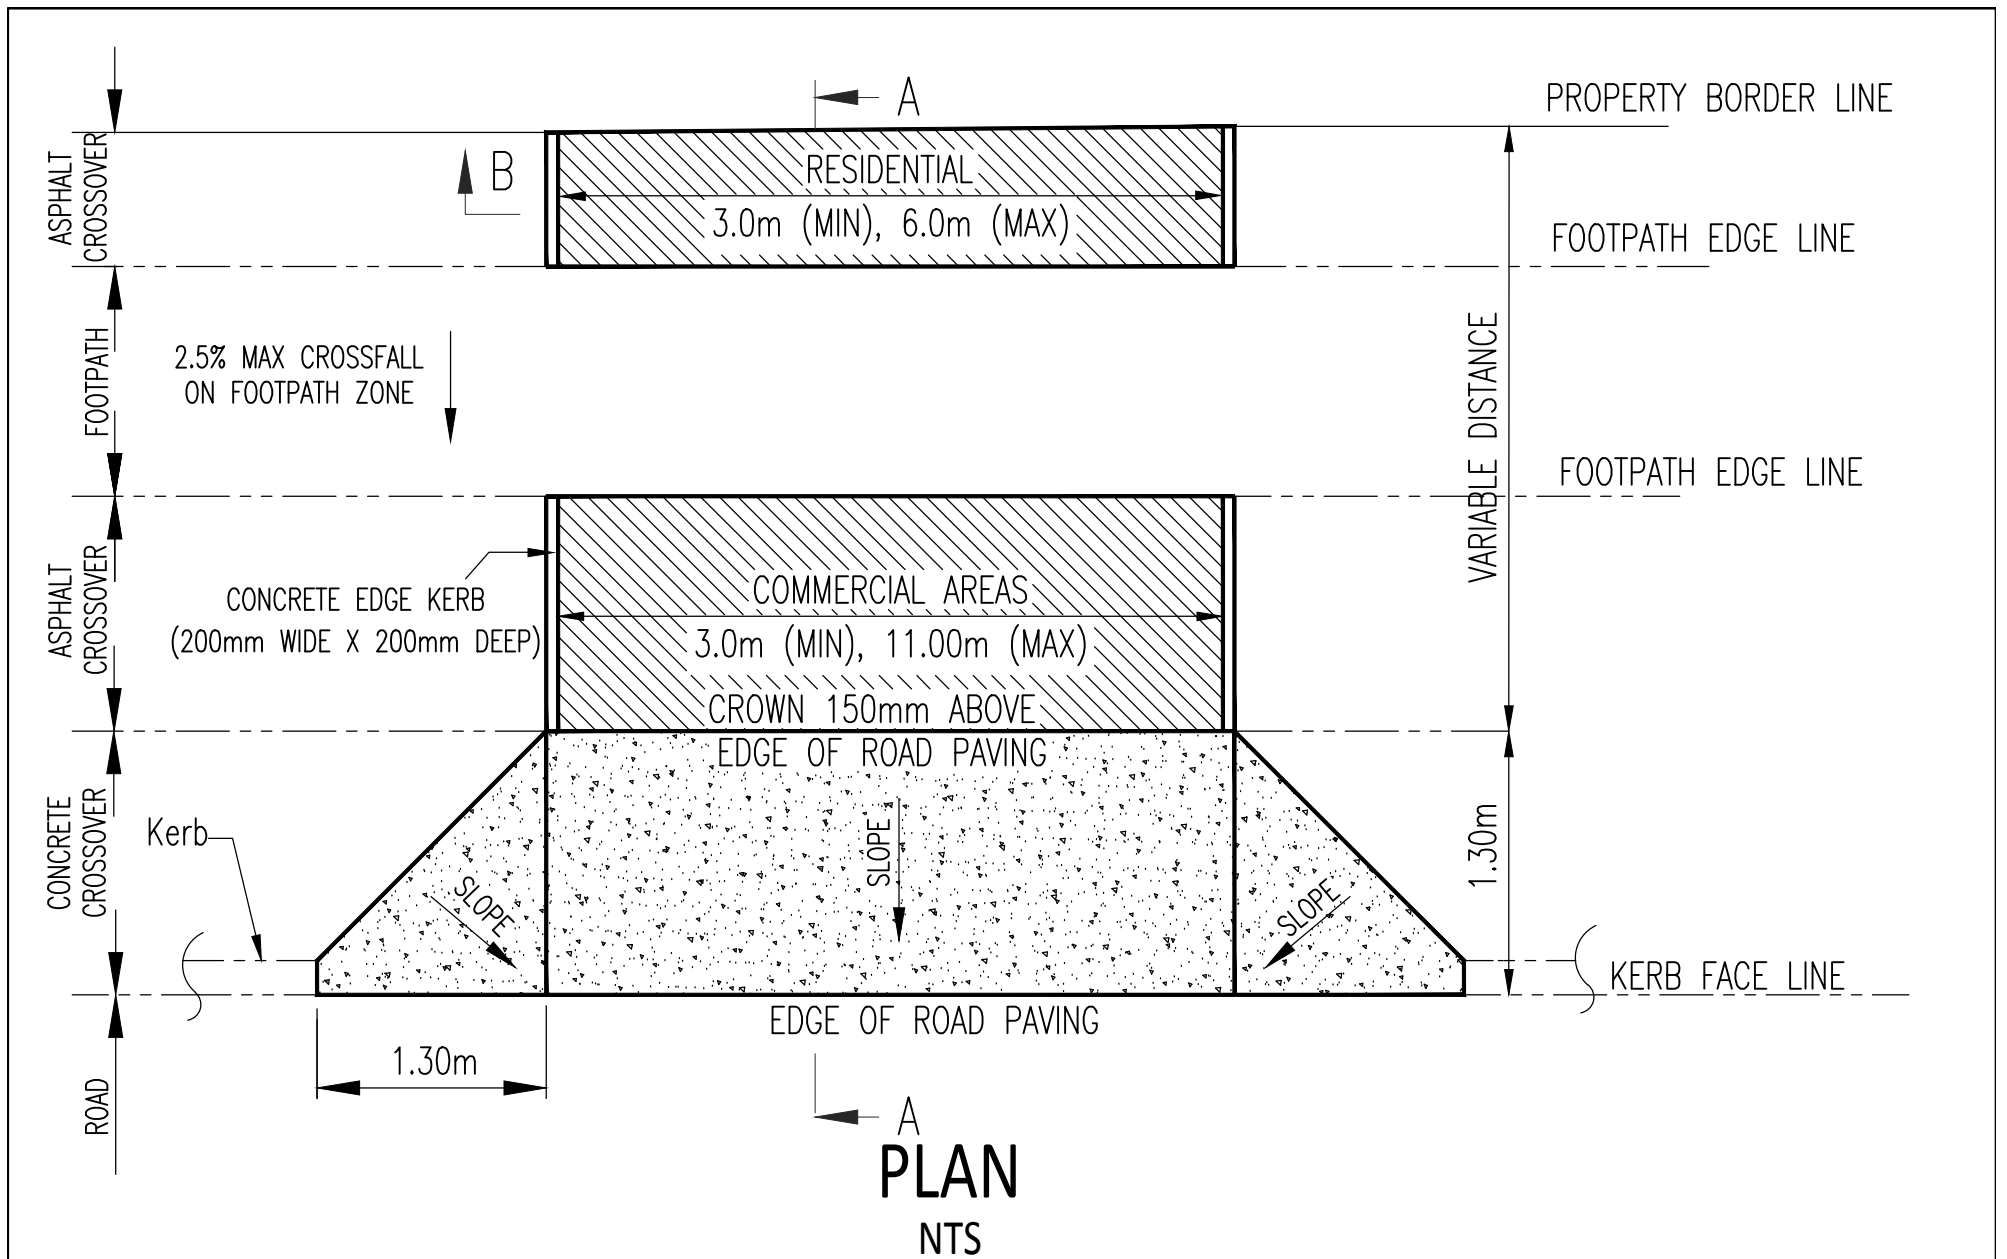 A
PROPERTY BORDER LINE
ASPHALT
CROSSOVER
B
RESIDENTIAL
3.0m (MIN), 6.0m (MAX)
FOOTPATH EDGE LINE
FOOTPATH
2.5% MAX CROSSFALL
ON FOOTPATH ZONE
VARIABLE DISTANCE
FOOTPATH EDGE LINE
ASPHALT
CROSSOVER
CONCRETE EDGE KERB
(200mm WIDE X 200mm DEEP)
COMMERCIAL AREAS
3.0m (MIN), 11.00m (MAX)
CROWN 150mm ABOVE
EDGE OF ROAD PAVING
CONCRETE
CROSSOVER
Kerb
SLOPE
SLOPE
SLOPE
1.30m
KERB FACE LINE
EDGE OF ROAD PAVING
1.30m
ROAD
A
PLAN
NTS